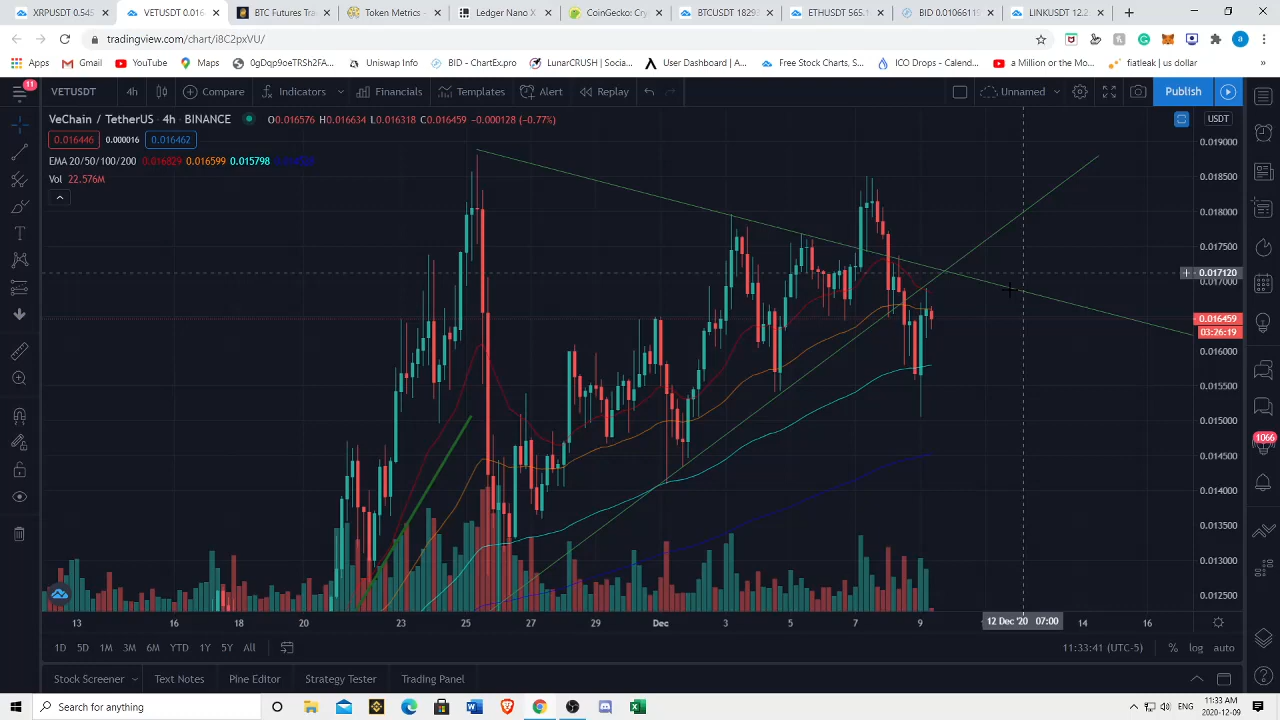 XRPUSDT 0.545
VETUSDT 0.016
BTC Futures Tra
Token Metrics -
Ledger Nano X
CoinGecko: Cry
BTCUSDT 18293
ETHUSDT 565.1
BID 0.066119
LINKUSDT 12.2
tradingview.com/chart/i8C2pxVU/
Apps
Gmail
YouTube
Maps
0gDqptvTRSh2FA...
Uniswap Info
() - ChartEx.pro
LunarCRUSH | Socia...
User Dashboard | A...
Free Stock Charts, S...
ICO Drops - Calenda...
a Million or the Mo...
fiatleak | us dollar
11
VETUSDT
4h
Compare
Indicators
Financials
Templates
Alert
Replay
Unnamed
Publish
VeChain / TetherUS · 4h · BINANCE
O0.016576 H0.016634 L0.016318 C0.016459 −0.000128 (−0.77%)
USDT
0.016446
0.000016
0.016462
EMA 20/50/100/200 0.016829 0.016599 0.015798
Vol 22.576M
0.019000
0.018500
0.018000
0.017500
0.017120
0.017000
0.016459
03:26:19
0.016000
0.015500
0.015000
0.014500
0.014000
0.013500
0.013000
0.012500
1066
13
16
18
20
23
25
27
29
Dec
3
5
7
9
12 Dec '20 07:00
14
16
1D
5D
1M
3M
6M
YTD
1Y
5Y
All
11:33:41 (UTC-5)
%
log
auto
Stock Screener
Text Notes
Pine Editor
Strategy Tester
Trading Panel
Search for anything
ENG
11:33 AM
2020-12-09